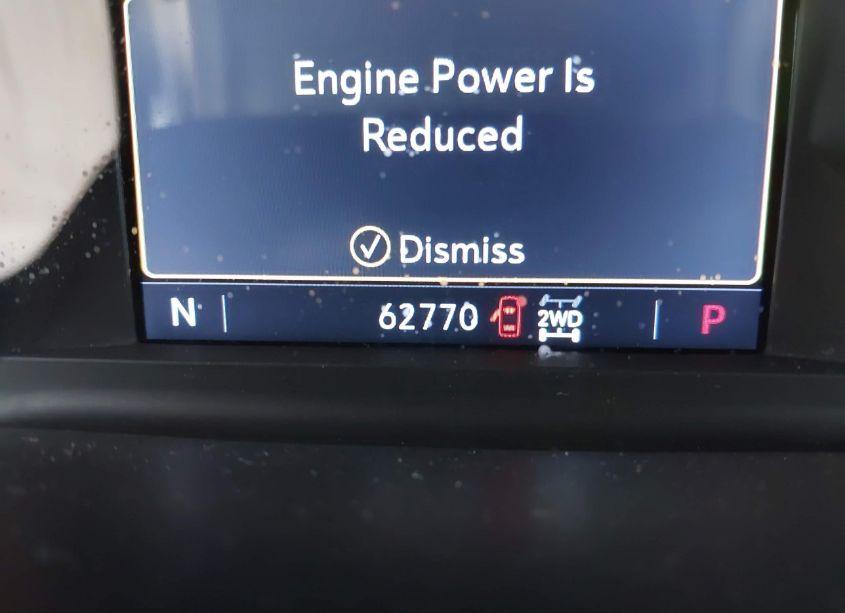 Engine Power Is
Reduced
Dismiss
N 62770 2WD P